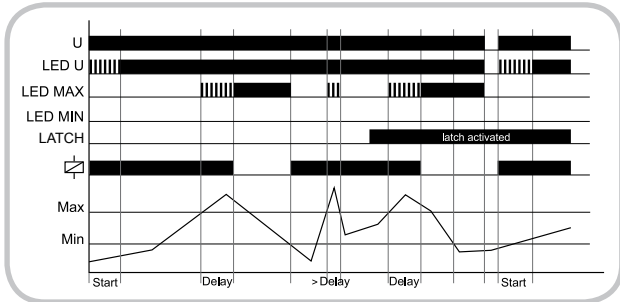 U
LED U
LED MAX
LED MIN
LATCH
latch activated
Max
Min
Start
Delay
> Delay
Delay
Start